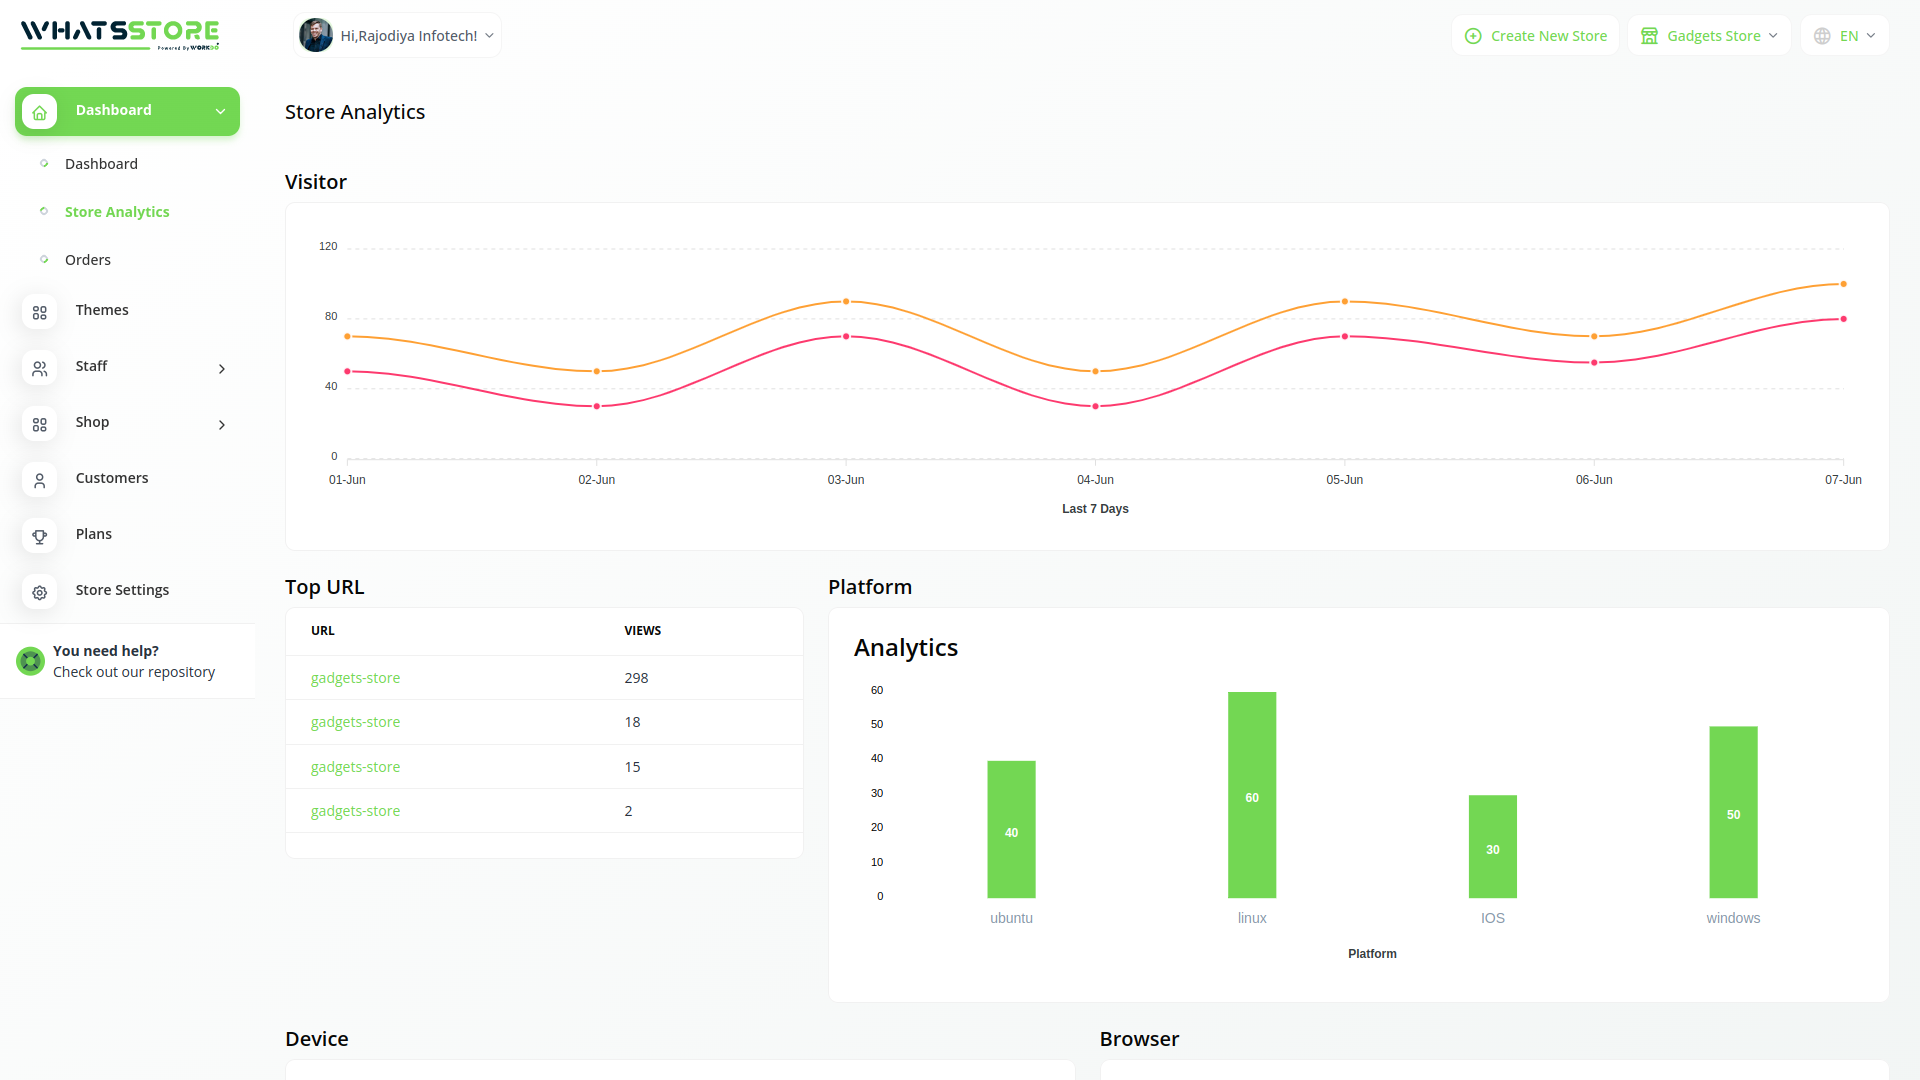 WHATSSTORE
Powered By WORKDO
Hi,Rajodiya Infotech!
Create New Store
Gadgets Store
EN
Dashboard
Dashboard
Store Analytics
Orders
Themes
Staff
Shop
Customers
Plans
Store Settings
You need help?
Check out our repository
Store Analytics
Visitor
120
80
40
0
01-Jun 02-Jun 03-Jun 04-Jun 05-Jun 06-Jun 07-Jun
Last 7 Days
Top URL
URL VIEWS
gadgets-store 298
gadgets-store 18
gadgets-store 15
gadgets-store 2
Platform
Analytics
60
50
40
30
20
10
0
40 60 30 50
ubuntu linux IOS windows
Platform
Device
Browser